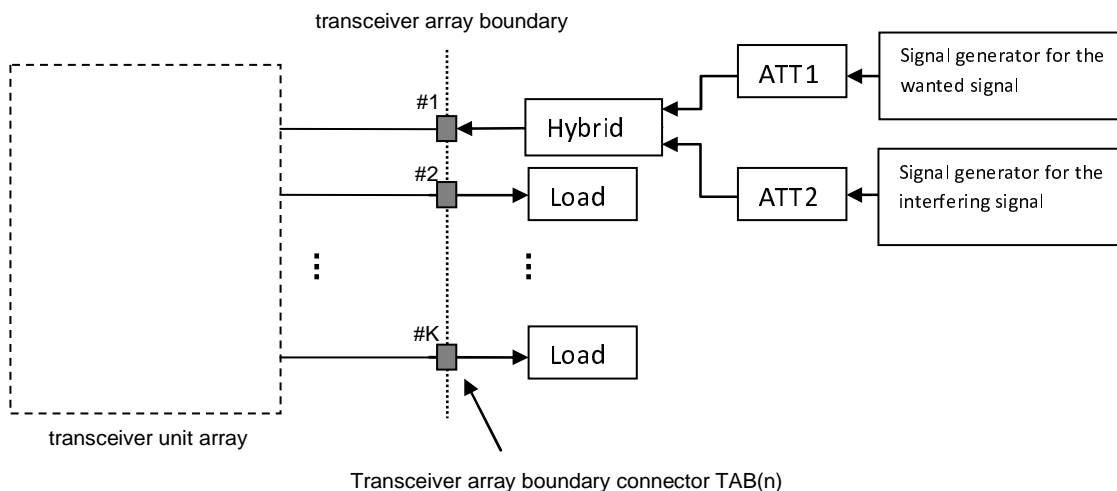 transceiver array boundary
#1
Hybrid
ATT1
Signal generator for the
wanted signal
#2
Load
ATT2
Signal generator for the
interfering signal
#K
Load
transceiver unit array
Transceiver array boundary connector TAB(n)